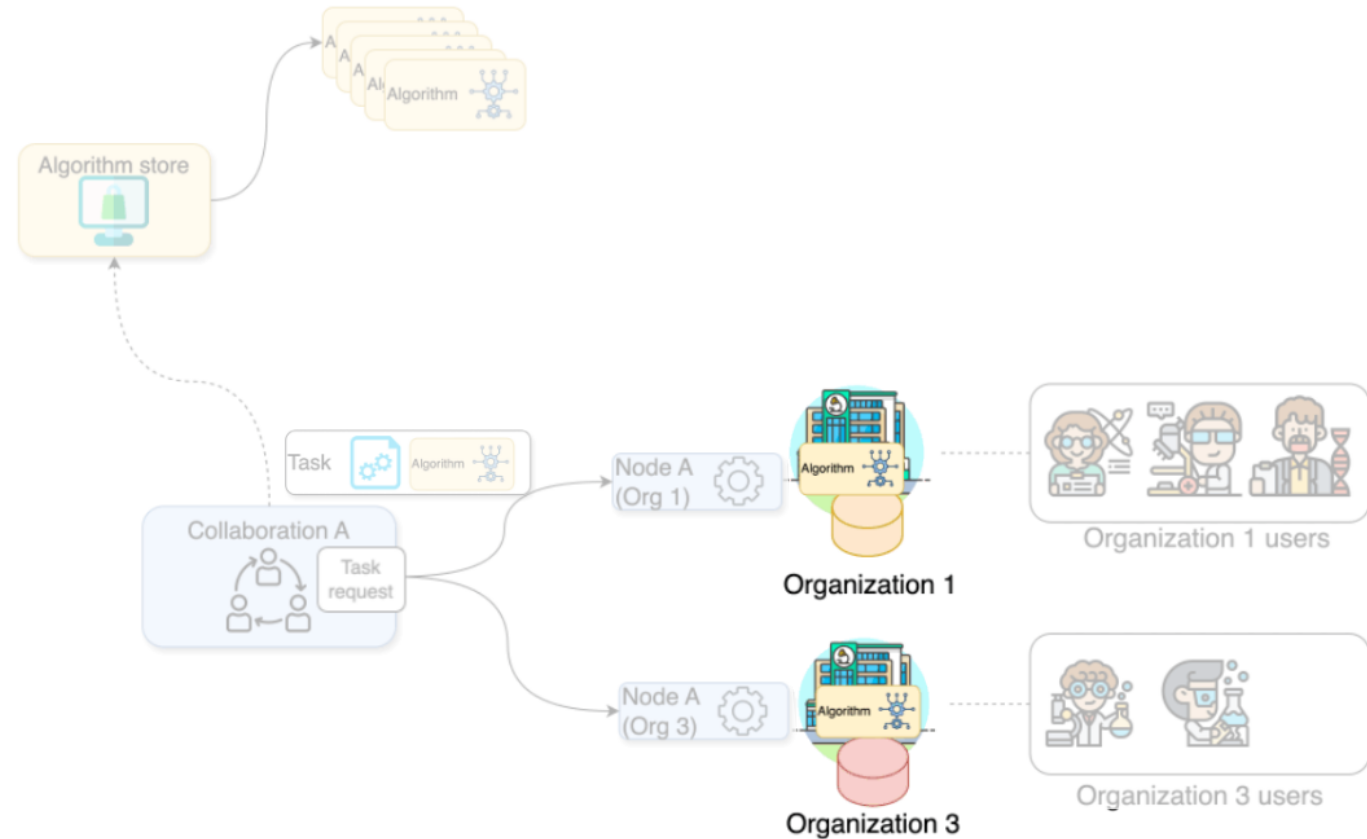 A
A
A
Al
Algorithm
Algorithm store
Task
Algorithm
Collaboration A
Task
request
Node A
(Org 1)
Algorithm
Organization 1
Organization 1 users
Node A
(Org 3)
Algorithm
Organization 3
Organization 3 users